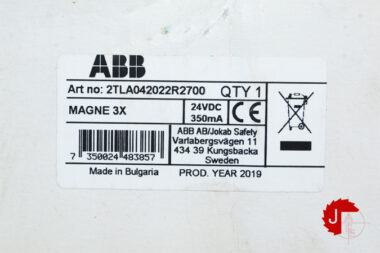 ABB
Art no: 2TLA042022R2700 QTY 1
MAGNE 3X
24VDC
350mA
CE
ABB AB/Jokab Safety
Varlabergsvägen 11
434 39 Kungsbacka
Sweden
7 350024 483857
Made in Bulgaria
PROD. YEAR 2019